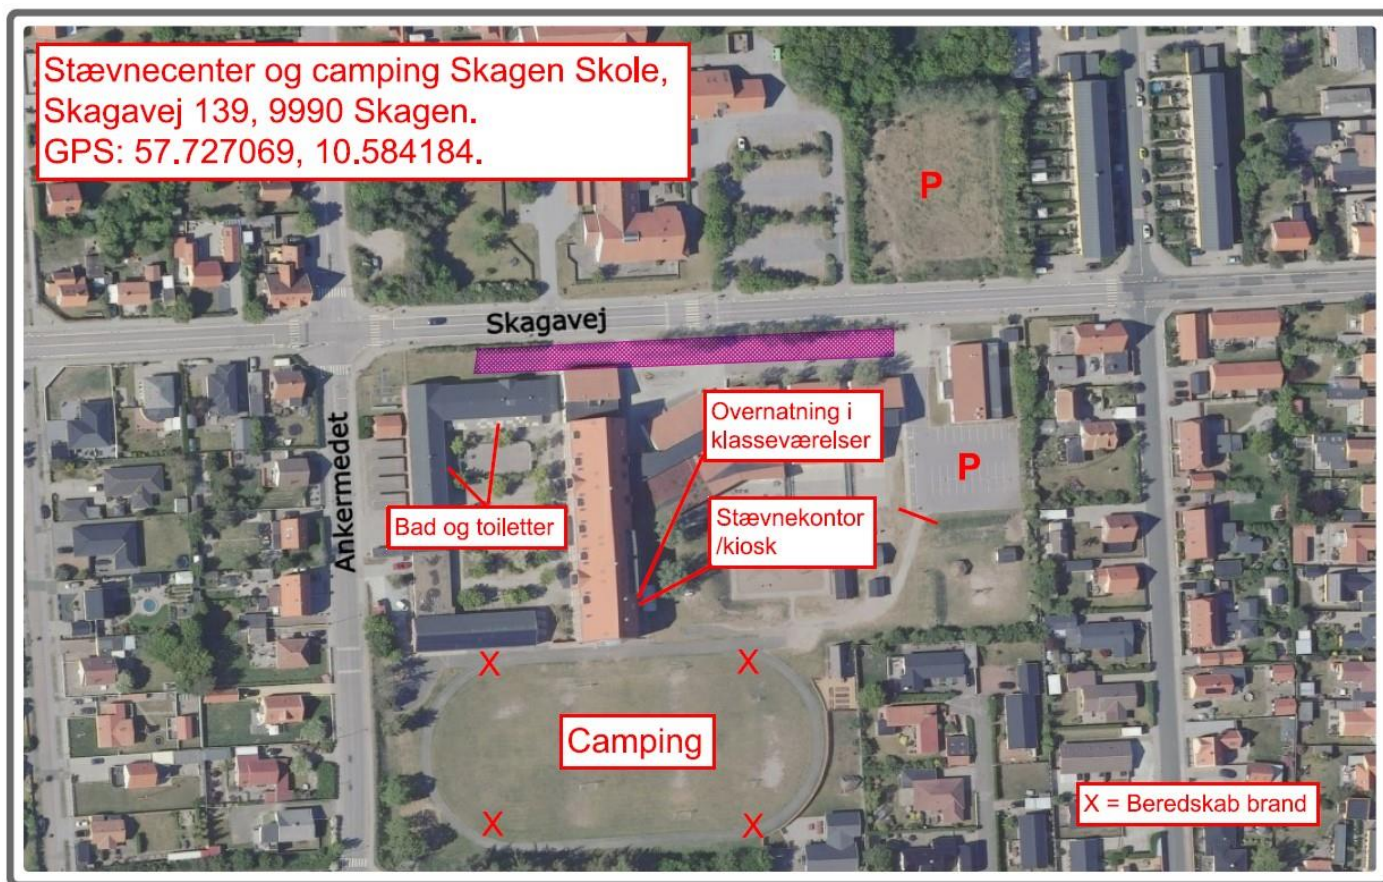 Stævnecenter og camping Skagen Skole,
Skagavej 139, 9990 Skagen.
GPS: 57.727069, 10.584184.
P
Skagavej
Ankermedet
Overnatning i
klasseværelser
P
Bad og toiletter
Stævnekontor
/kiosk
X
X
Camping
X = Beredskab brand
X
X